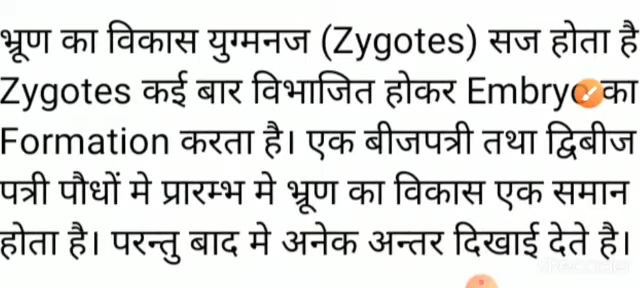 भ्रूण का विकास युग्मनज (Zygotes) सज होता है
Zygotes कई बार विभाजित होकर Embryo का
Formation करता है। एक बीजपत्री तथा द्विबीज
पत्री पौधों मे प्रारम्भ मे भ्रूण का विकास एक समान
होता है। परन्तु बाद मे अनेक अन्तर दिखाई देते है।